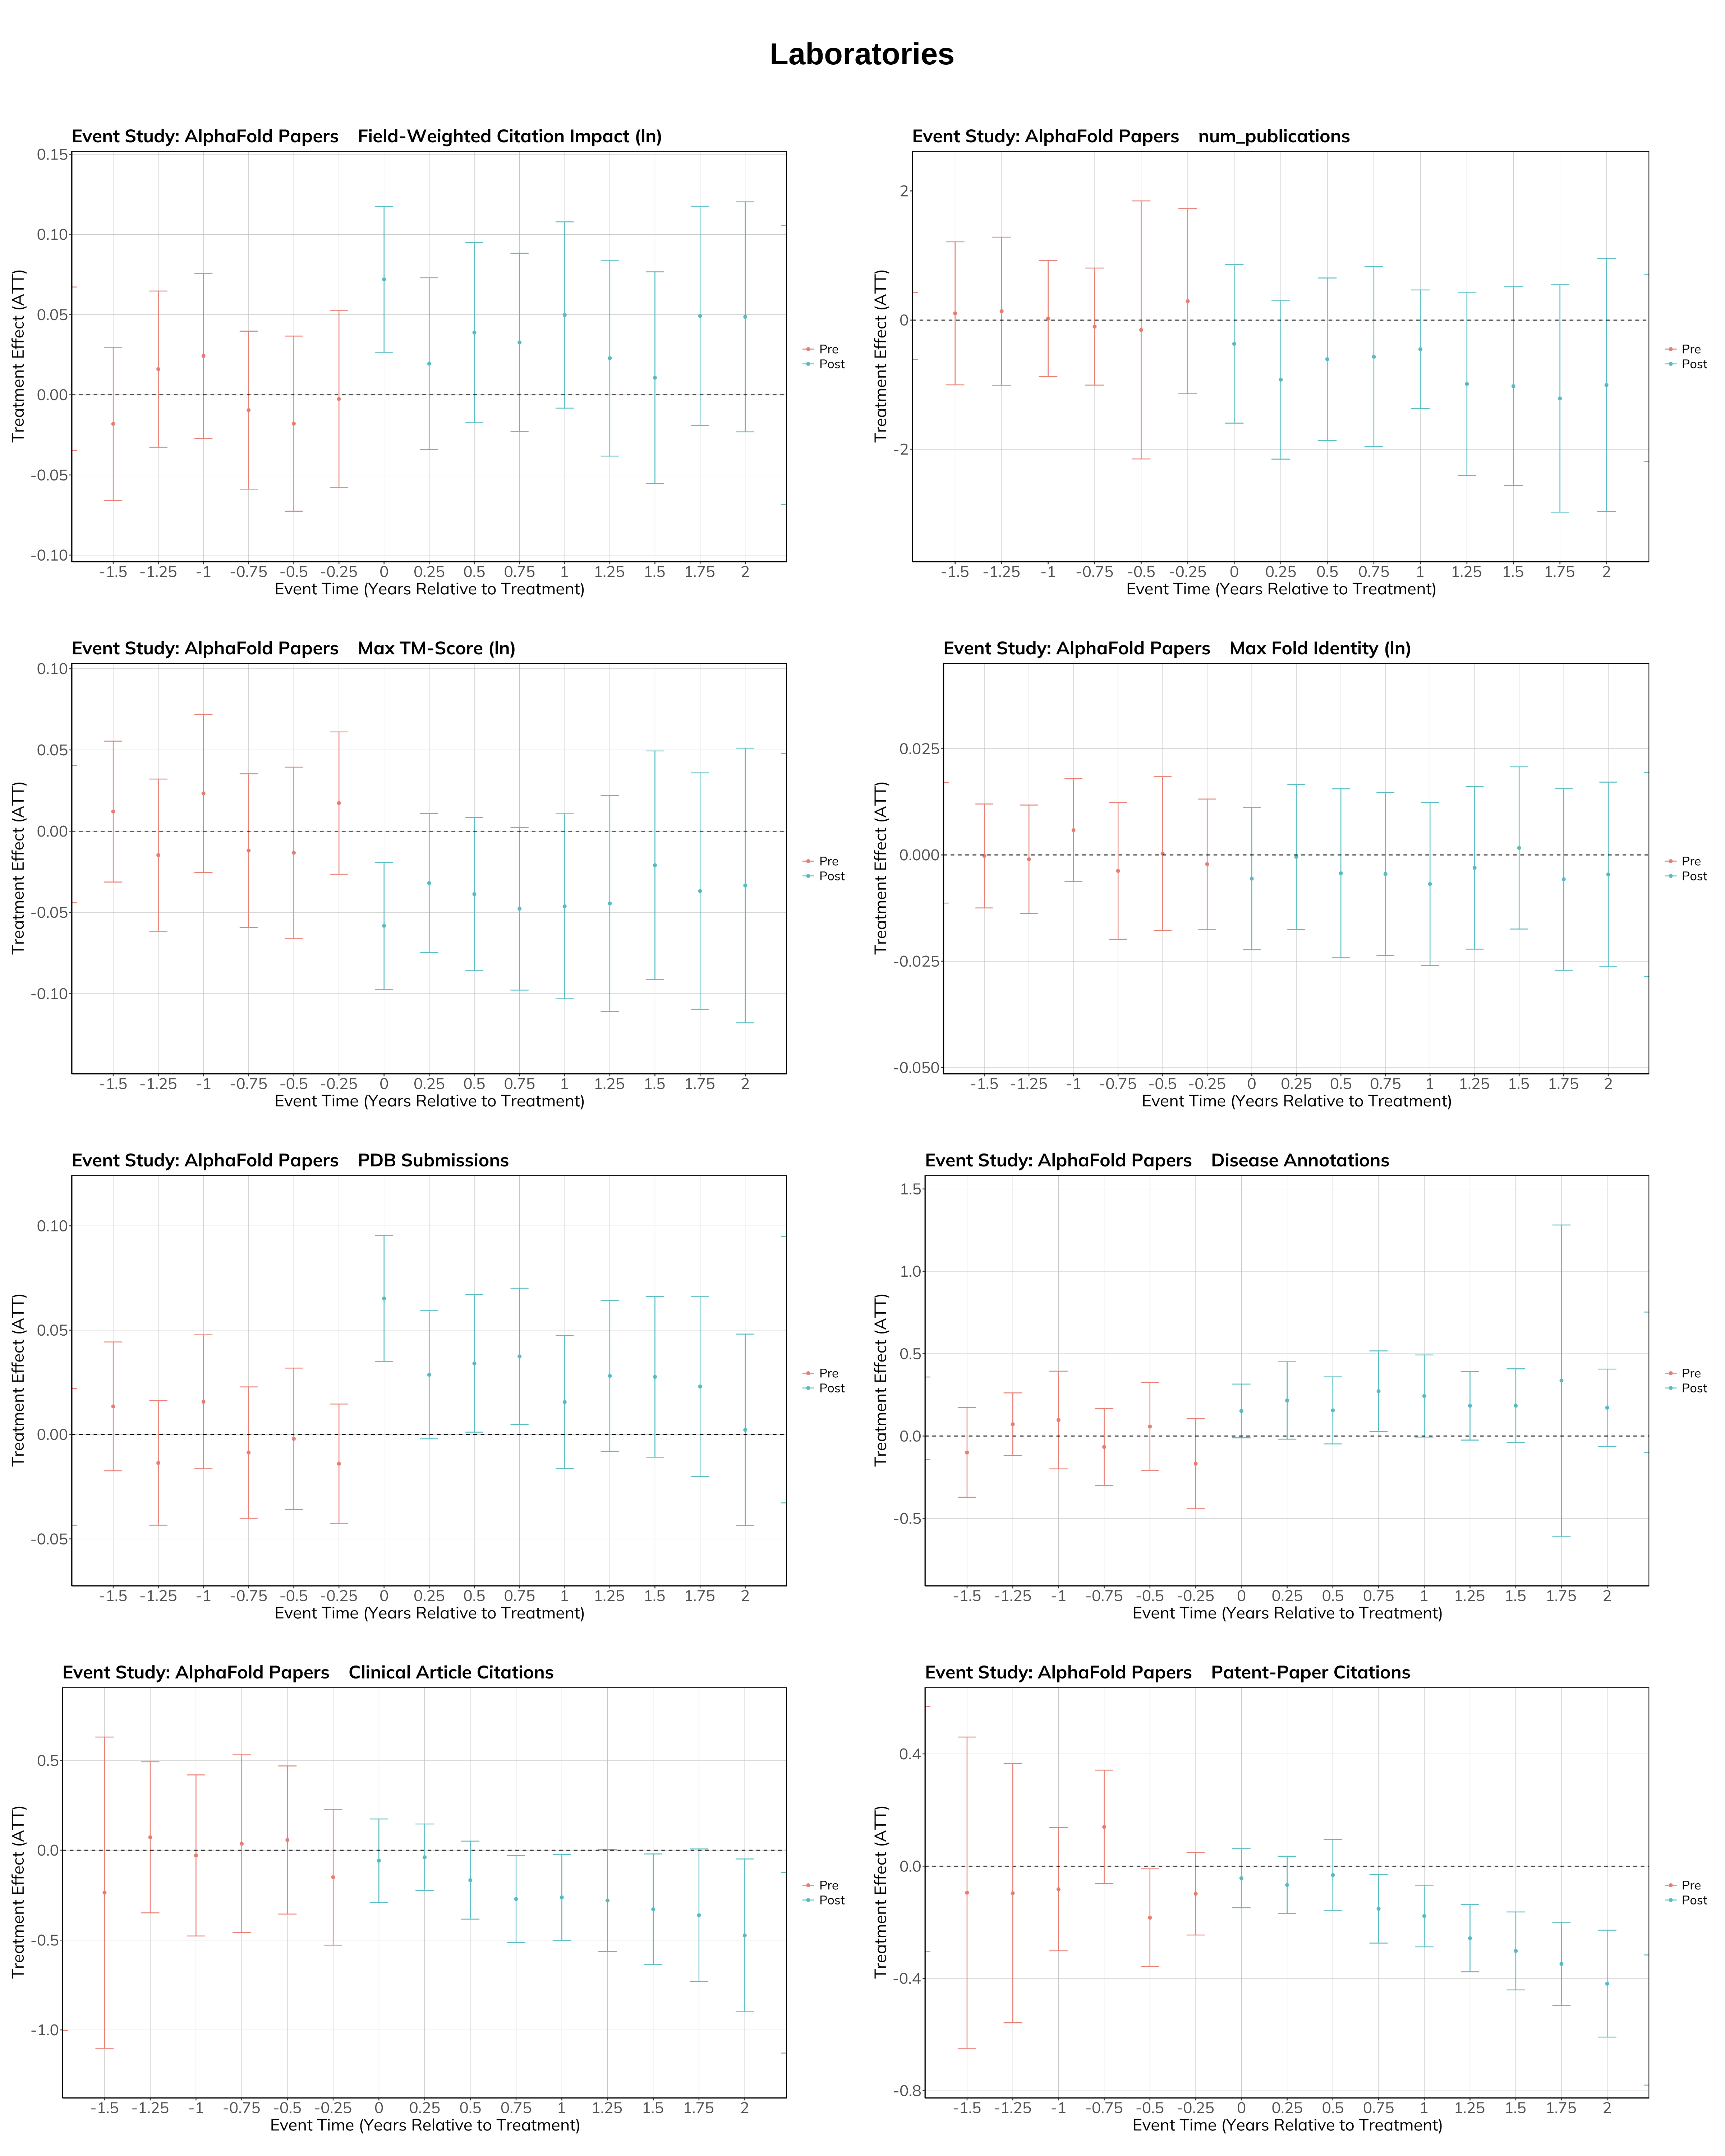 Laboratories
Event Study: AlphaFold Papers Field-Weighted Citation Impact (ln)
Treatment Effect (ATT)
0.15
0.10
0.05
0.00
-0.05
-0.10
-1.5 -1.25 -1 -0.75 -0.5 -0.25 0 0.25 0.5 0.75 1 1.25 1.5 1.75 2
Event Time (Years Relative to Treatment)
Pre
Post
Event Study: AlphaFold Papers num_publications
Treatment Effect (ATT)
2
0
-2
-1.5 -1.25 -1 -0.75 -0.5 -0.25 0 0.25 0.5 0.75 1 1.25 1.5 1.75 2
Event Time (Years Relative to Treatment)
Pre
Post
Event Study: AlphaFold Papers Max TM-Score (ln)
Treatment Effect (ATT)
0.10
0.05
0.00
-0.05
-0.10
-1.5 -1.25 -1 -0.75 -0.5 -0.25 0 0.25 0.5 0.75 1 1.25 1.5 1.75 2
Event Time (Years Relative to Treatment)
Pre
Post
Event Study: AlphaFold Papers Max Fold Identity (ln)
Treatment Effect (ATT)
0.025
0.000
-0.025
-0.050
-1.5 -1.25 -1 -0.75 -0.5 -0.25 0 0.25 0.5 0.75 1 1.25 1.5 1.75 2
Event Time (Years Relative to Treatment)
Pre
Post
Event Study: AlphaFold Papers PDB Submissions
Treatment Effect (ATT)
0.10
0.05
0.00
-0.05
-1.5 -1.25 -1 -0.75 -0.5 -0.25 0 0.25 0.5 0.75 1 1.25 1.5 1.75 2
Event Time (Years Relative to Treatment)
Pre
Post
Event Study: AlphaFold Papers Disease Annotations
Treatment Effect (ATT)
1.5
1.0
0.5
0.0
-0.5
-1.5 -1.25 -1 -0.75 -0.5 -0.25 0 0.25 0.5 0.75 1 1.25 1.5 1.75 2
Event Time (Years Relative to Treatment)
Pre
Post
Event Study: AlphaFold Papers Clinical Article Citations
Treatment Effect (ATT)
0.5
0.0
-0.5
-1.0
-1.5 -1.25 -1 -0.75 -0.5 -0.25 0 0.25 0.5 0.75 1 1.25 1.5 1.75 2
Event Time (Years Relative to Treatment)
Pre
Post
Event Study: AlphaFold Papers Patent-Paper Citations
Treatment Effect (ATT)
0.4
0.0
-0.4
-0.8
-1.5 -1.25 -1 -0.75 -0.5 -0.25 0 0.25 0.5 0.75 1 1.25 1.5 1.75 2
Event Time (Years Relative to Treatment)
Pre
Post